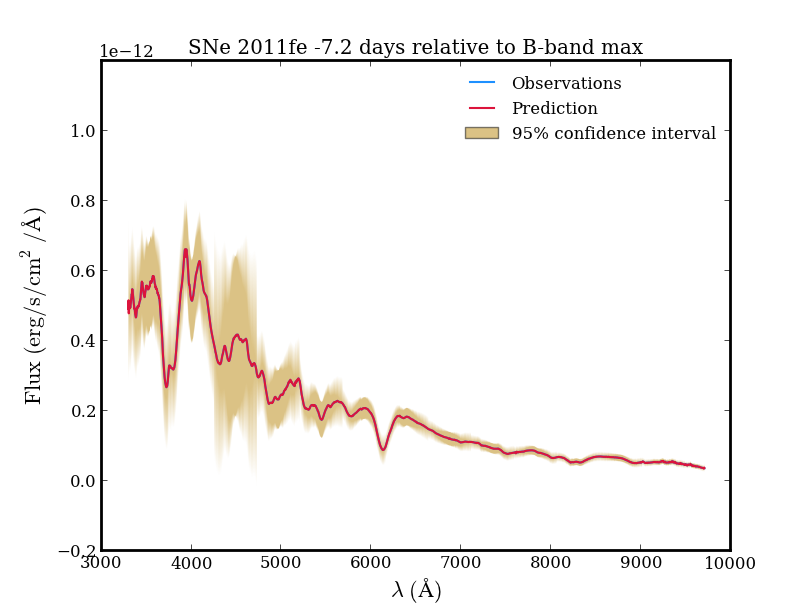 1e−12
SNe 2011fe -7.2 days relative to B-band max
Observations
Prediction
95% confidence interval
1.0
0.8
0.6
0.4
0.2
0.0
−0.2
Flux (erg/s/cm² /Å)
3000 4000 5000 6000 7000 8000 9000 10000
λ (Å)